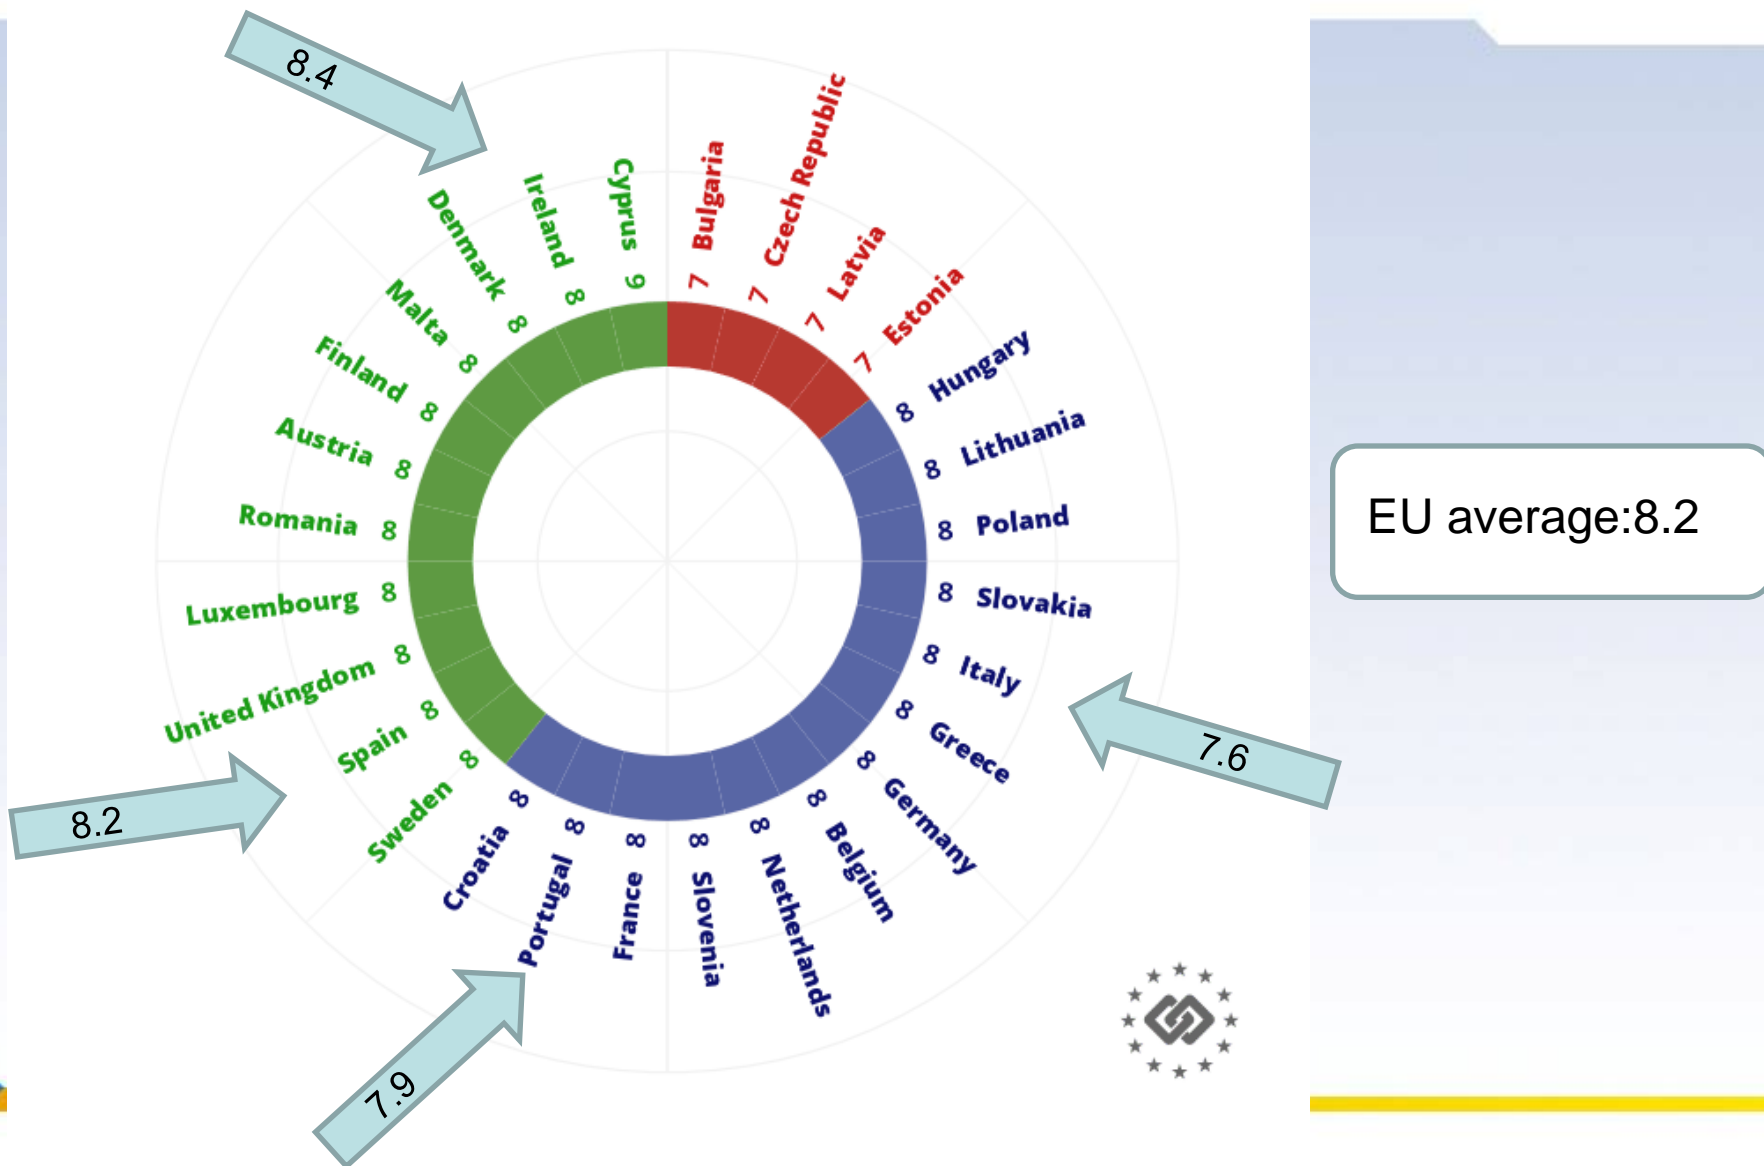 8.4
7 Bulgaria
7 Czech Republic
7 Latvia
7 Estonia
8 Hungary
8 Lithuania
8 Poland
8 Slovakia
8 Italy
8 Greece
8 Germany
8 Belgium
8 Netherlands
8 Slovenia
France 8
Portugal 8
Croatia 8
Sweden 8
Spain 8
United Kingdom 8
Luxembourg 8
Romania 8
Austria 8
Finland 8
Malta 8
Denmark 8
Ireland 8
Cyprus 9
EU average:8.2
7.6
8.2
7.9